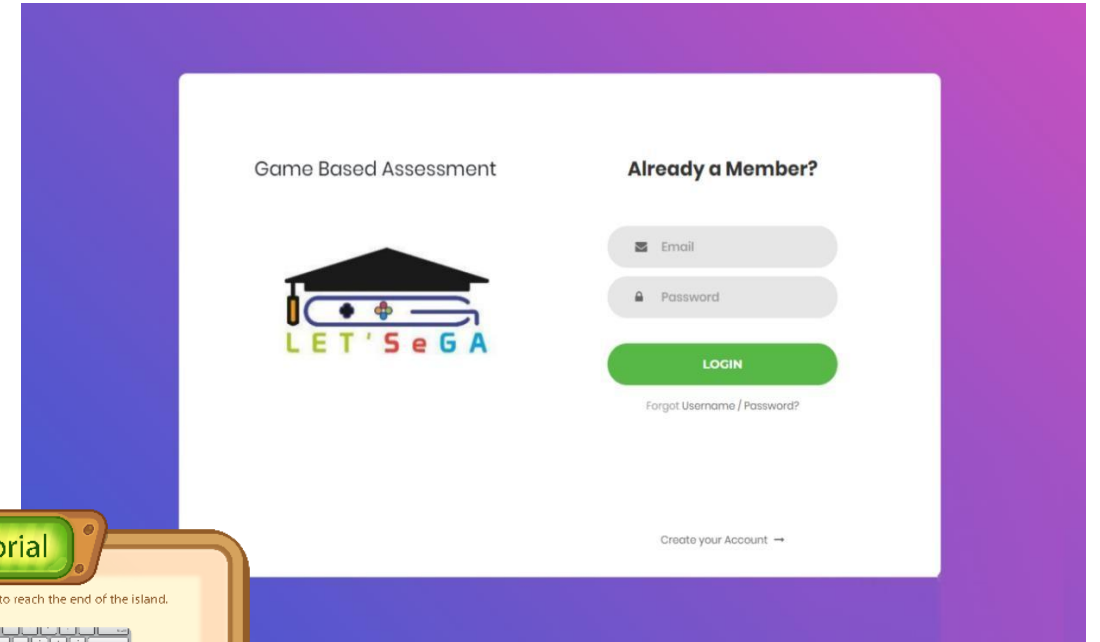 Game Based Assessment
LET'SeGA
Already a Member?
Email
Password
LOGIN
Forgot Username / Password?
Create your Account →
orial
to reach the end of the island.